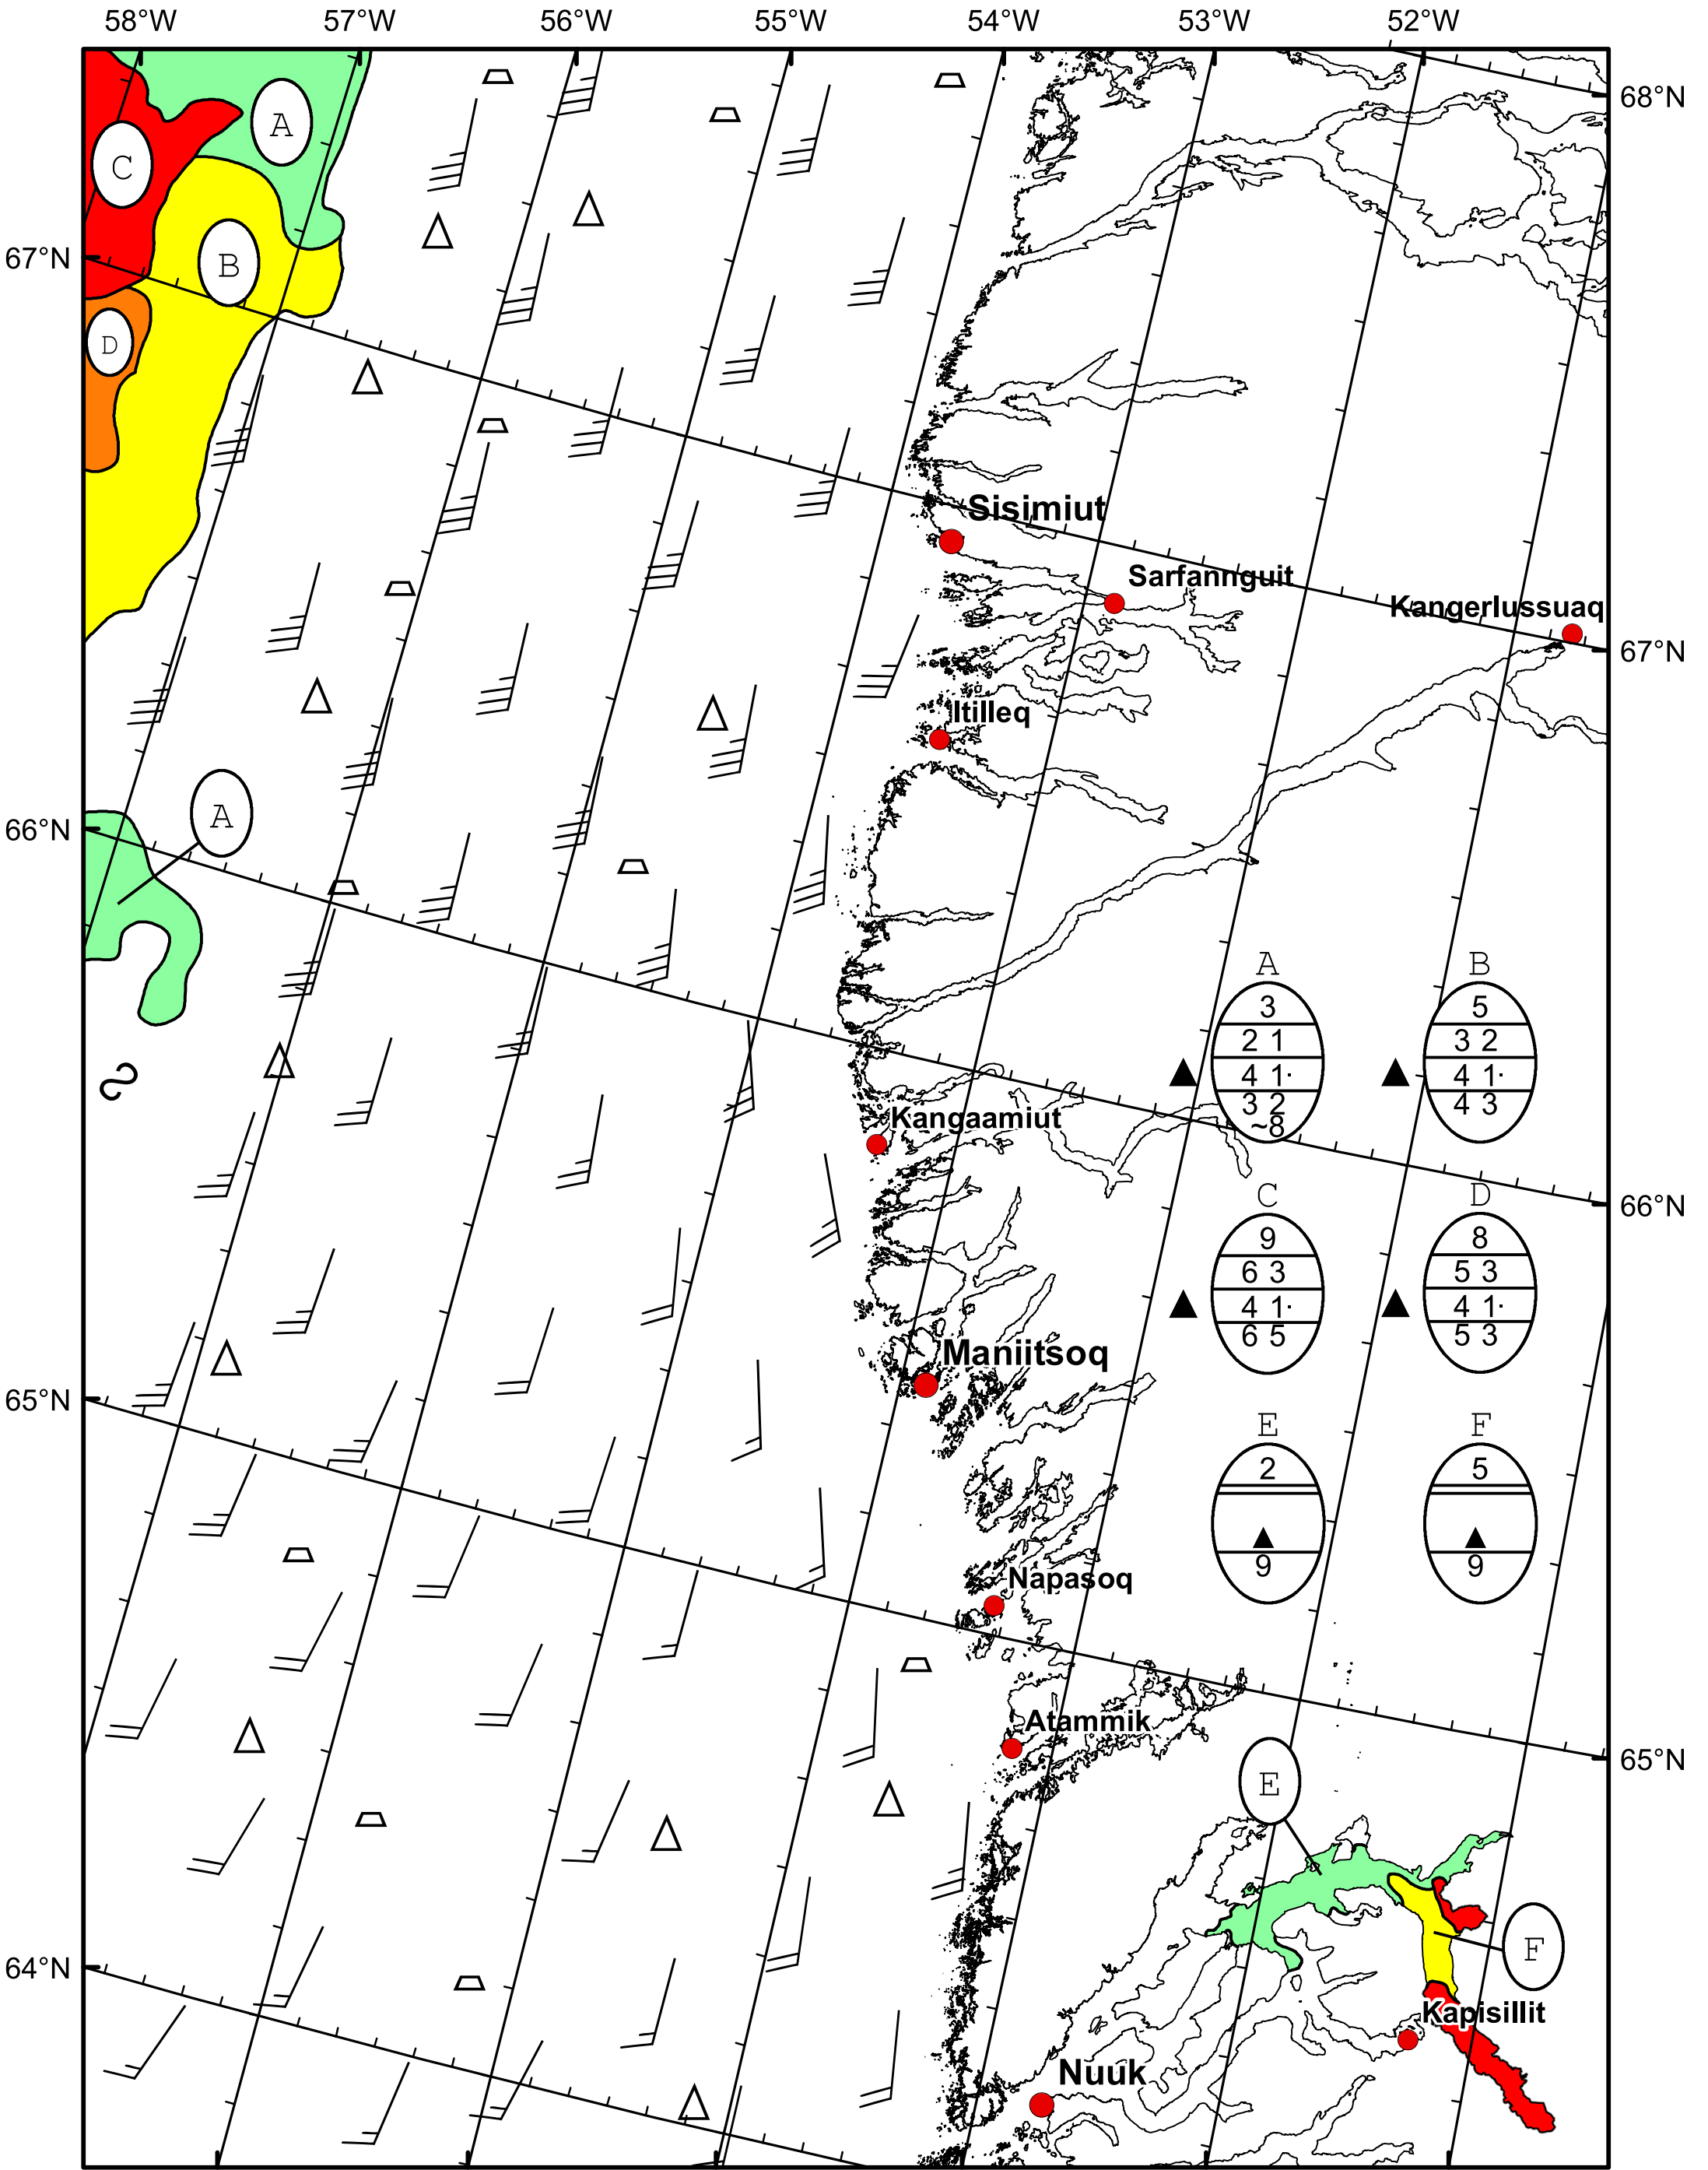 58°W 57°W 56°W 55°W 54°W 53°W 52°W
68°N
A
C
67°N
B
D
Sisimiut
Sarfannguit
Kangerlussuaq
67°N
Itilleq
A
66°N
A B
3 5
2 1 3 2
4 1· 4 1·
3 2 4 3
~8
Kangaamiut
66°N
C D
9 8
6 3 5 3
4 1· 4 1·
6 5 5 3
Maniitsoq
65°N
E F
2 5
9 9
Napasoq
Atammik
65°N
E
F
64°N
Kapisillit
Nuuk